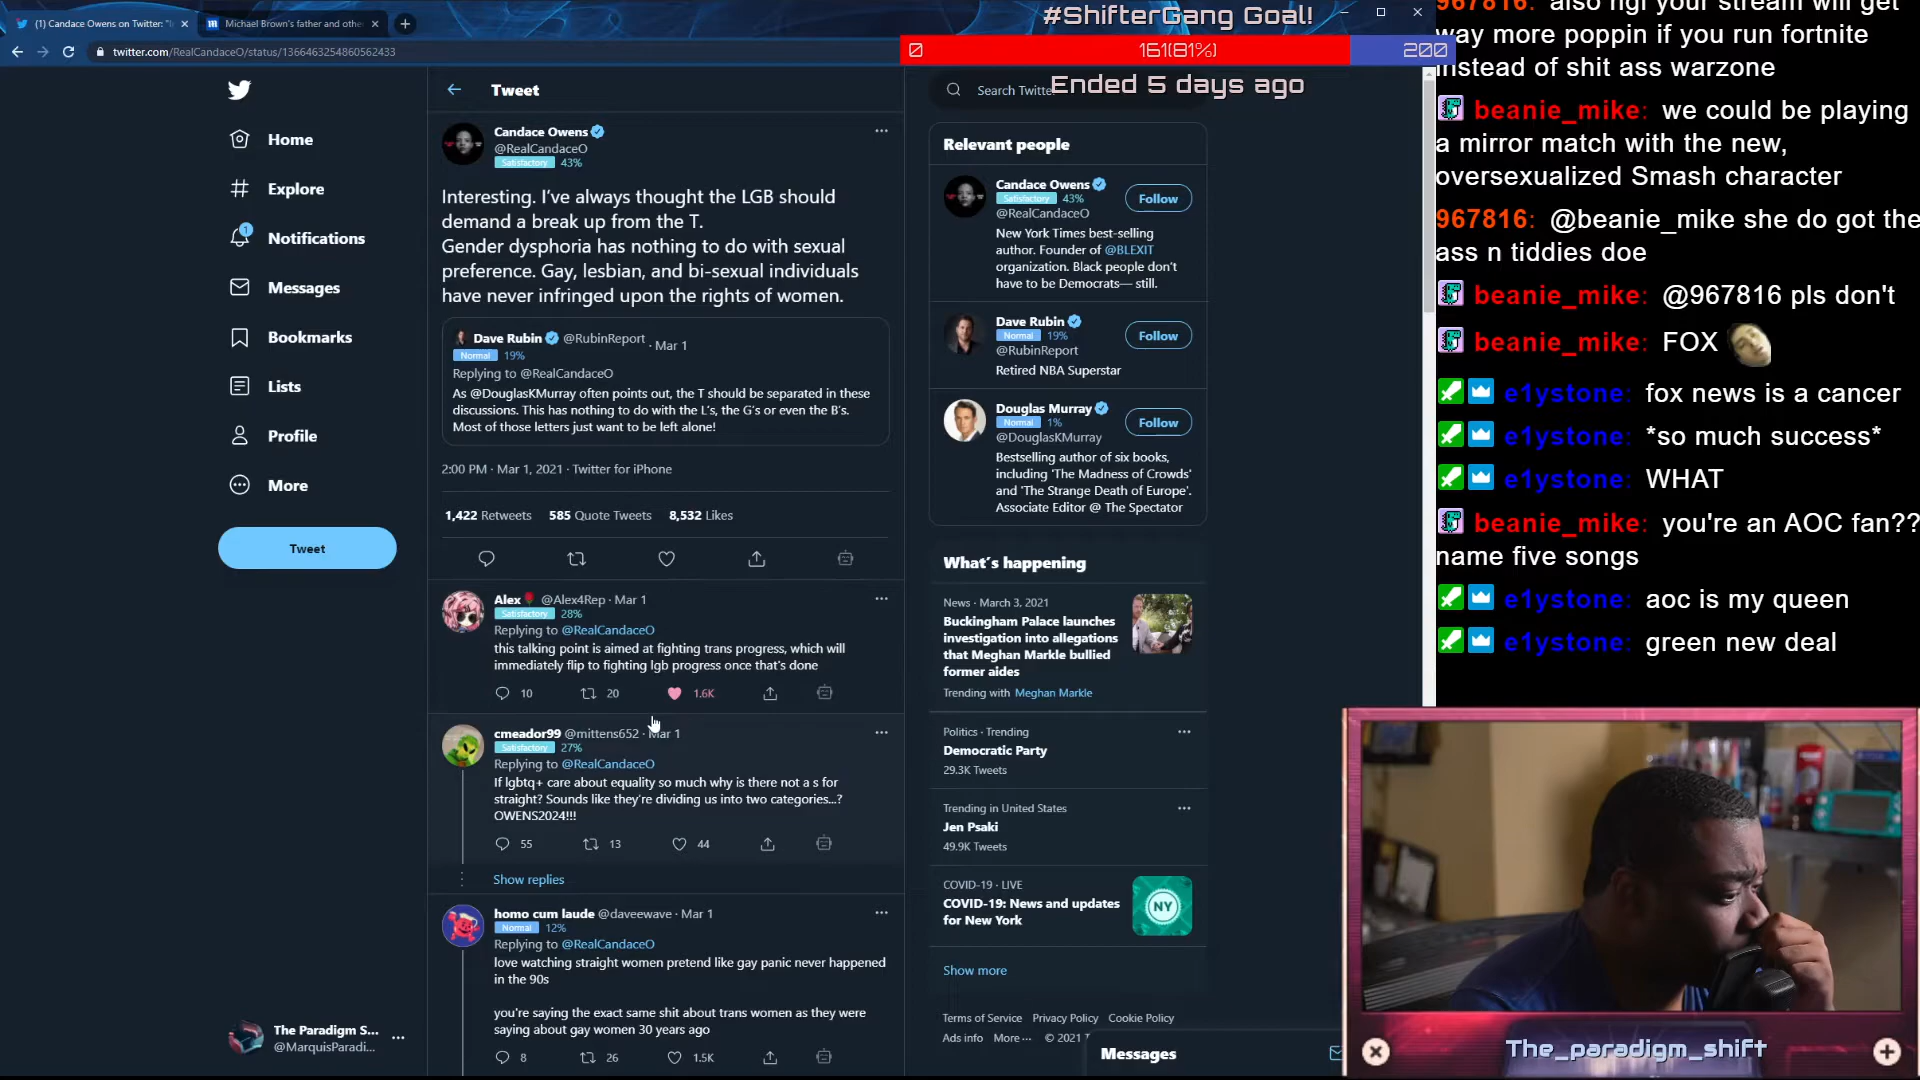 (1) Candace Owens on Twitter: "I
Michael Brown's father and othe
twitter.com/RealCandaceO/status/1366463254860562433
#ShifterGang Goal!
0 161(81%) 200
Ended 5 days ago
Home
Explore
1
Notifications
Messages
Bookmarks
Lists
Profile
More
Tweet
The Paradigm S...
@MarquisParadi...
Tweet
Candace Owens
@RealCandaceO
Satisfactory 43%
Interesting. I've always thought the LGB should
demand a break up from the T.
Gender dysphoria has nothing to do with sexual
preference. Gay, lesbian, and bi-sexual individuals
have never infringed upon the rights of women.
Dave Rubin @RubinReport · Mar 1
Normal 19%
Replying to @RealCandaceO
As @DouglasKMurray often points out, the T should be separated in these
discussions. This has nothing to do with the L's, the G's or even the B's.
Most of those letters just want to be left alone!
2:00 PM · Mar 1, 2021 · Twitter for iPhone
1,422 Retweets 585 Quote Tweets 8,532 Likes
Alex @Alex4Rep · Mar 1
Satisfactory 28%
Replying to @RealCandaceO
this talking point is aimed at fighting trans progress, which will
immediately flip to fighting lgb progress once that's done
10 20 1.6K
cmeador99 @mittens652 · Mar 1
Satisfactory 27%
Replying to @RealCandaceO
If lgbtq+ care about equality so much why is there not a s for
straight? Sounds like they're dividing us into two categories...?
OWENS2024!!!
55 13 44
Show replies
homo cum laude @daveewave · Mar 1
Normal 12%
Replying to @RealCandaceO
love watching straight women pretend like gay panic never happened
in the 90s
you're saying the exact same shit about trans women as they were
saying about gay women 30 years ago
8 26 1.5K
Search Twitte
Relevant people
Candace Owens
Satisfactory 43%
@RealCandaceO
Follow
New York Times best-selling
author. Founder of @BLEXIT
organization. Black people don't
have to be Democrats— still.
Dave Rubin
Normal 19%
@RubinReport
Follow
Retired NBA Superstar
Douglas Murray
Normal 1%
@DouglasKMurray
Follow
Bestselling author of six books,
including 'The Madness of Crowds'
and 'The Strange Death of Europe'.
Associate Editor @ The Spectator
What's happening
News · March 3, 2021
Buckingham Palace launches
investigation into allegations
that Meghan Markle bullied
former aides
Trending with Meghan Markle
Politics · Trending
Democratic Party
29.3K Tweets
Trending in United States
Jen Psaki
49.9K Tweets
COVID-19 · LIVE
COVID-19: News and updates
for New York
NY
Show more
Terms of Service Privacy Policy Cookie Policy
Ads info More ··· © 2021 T
Messages
967816: also ngl your stream will get
way more poppin if you run fortnite
instead of shit ass warzone
beanie_mike: we could be playing
a mirror match with the new,
oversexualized Smash character
967816: @beanie_mike she do got the
ass n tiddies doe
beanie_mike: @967816 pls don't
beanie_mike: FOX
e1ystone: fox news is a cancer
e1ystone: *so much success*
e1ystone: WHAT
beanie_mike: you're an AOC fan??
name five songs
e1ystone: aoc is my queen
e1ystone: green new deal
The_paradigm_shift